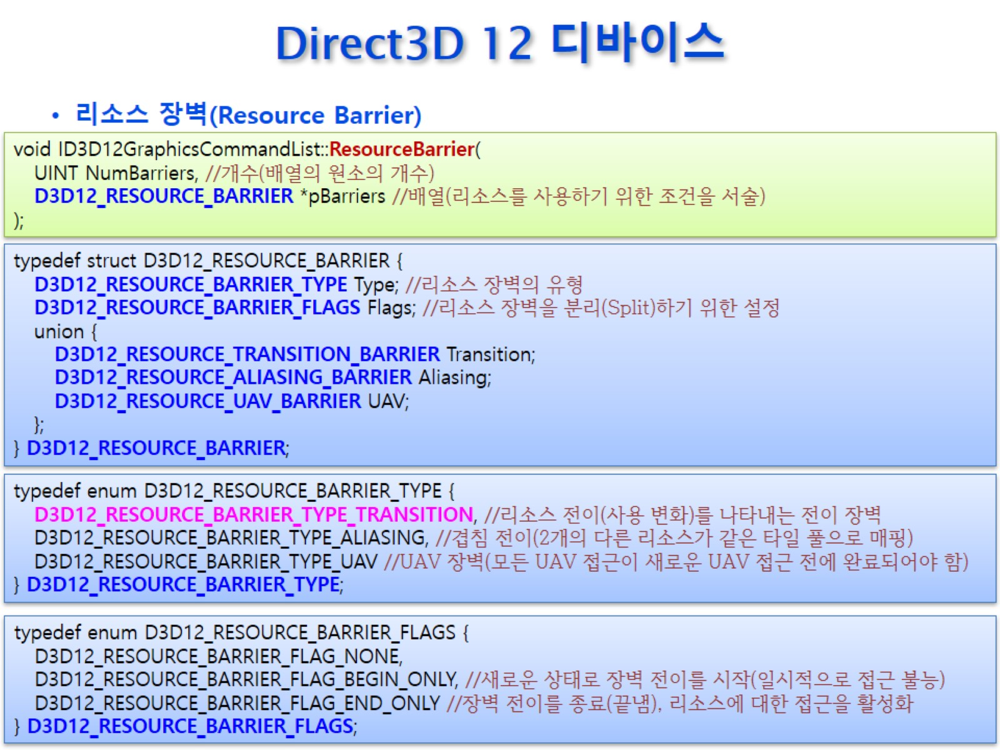 Direct3D 12 디바이스
• 리소스 장벽(Resource Barrier)
void ID3D12GraphicsCommandList::ResourceBarrier(
UINT NumBarriers, //개수(배열의 원소의 개수)
D3D12_RESOURCE_BARRIER *pBarriers //배열(리소스를 사용하기 위한 조건을 서술)
);
typedef struct D3D12_RESOURCE_BARRIER {
D3D12_RESOURCE_BARRIER_TYPE Type; //리소스 장벽의 유형
D3D12_RESOURCE_BARRIER_FLAGS Flags; //리소스 장벽을 분리(Split)하기 위한 설정
union {
D3D12_RESOURCE_TRANSITION_BARRIER Transition;
D3D12_RESOURCE_ALIASING_BARRIER Aliasing;
D3D12_RESOURCE_UAV_BARRIER UAV;
};
} D3D12_RESOURCE_BARRIER;
typedef enum D3D12_RESOURCE_BARRIER_TYPE {
D3D12_RESOURCE_BARRIER_TYPE_TRANSITION, //리소스 전이(사용 변화)를 나타내는 전이 장벽
D3D12_RESOURCE_BARRIER_TYPE_ALIASING, //겹침 전이(2개의 다른 리소스가 같은 타일 풀으로 매핑)
D3D12_RESOURCE_BARRIER_TYPE_UAV //UAV 장벽(모든 UAV 접근이 새로운 UAV 접근 전에 완료되어야 함)
} D3D12_RESOURCE_BARRIER_TYPE;
typedef enum D3D12_RESOURCE_BARRIER_FLAGS {
D3D12_RESOURCE_BARRIER_FLAG_NONE,
D3D12_RESOURCE_BARRIER_FLAG_BEGIN_ONLY, //새로운 상태로 장벽 전이를 시작(일시적으로 접근 불능)
D3D12_RESOURCE_BARRIER_FLAG_END_ONLY //장벽 전이를 종료(끝냄), 리소스에 대한 접근을 활성화
} D3D12_RESOURCE_BARRIER_FLAGS;